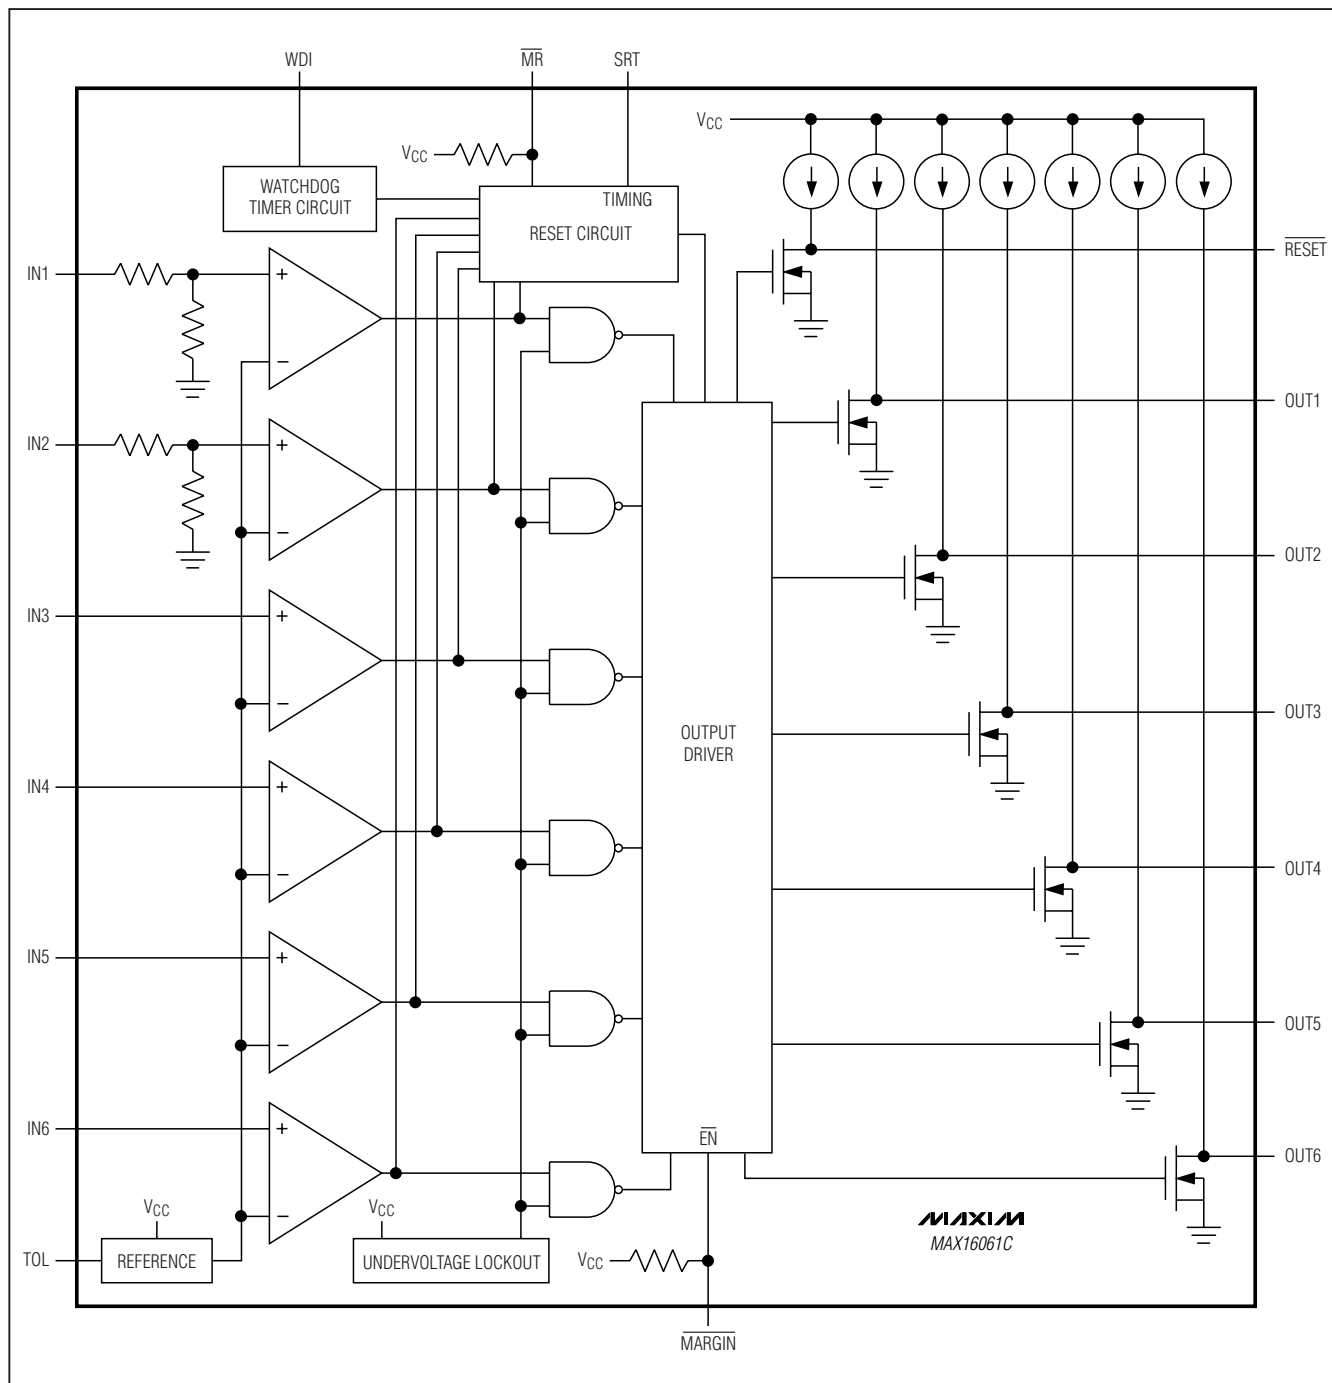 WDI
MR
SRT
VCC
VCC
WATCHDOG
TIMER CIRCUIT
TIMING
RESET CIRCUIT
RESET
IN1
+
−
OUT1
IN2
+
−
OUT2
IN3
+
−
OUT3
OUTPUT
DRIVER
IN4
+
−
OUT4
IN5
+
−
OUT5
IN6
+
−
EN
OUT6
VCC
VCC
MAXIM
MAX16061C
TOL
REFERENCE
UNDERVOLTAGE LOCKOUT
VCC
MARGIN